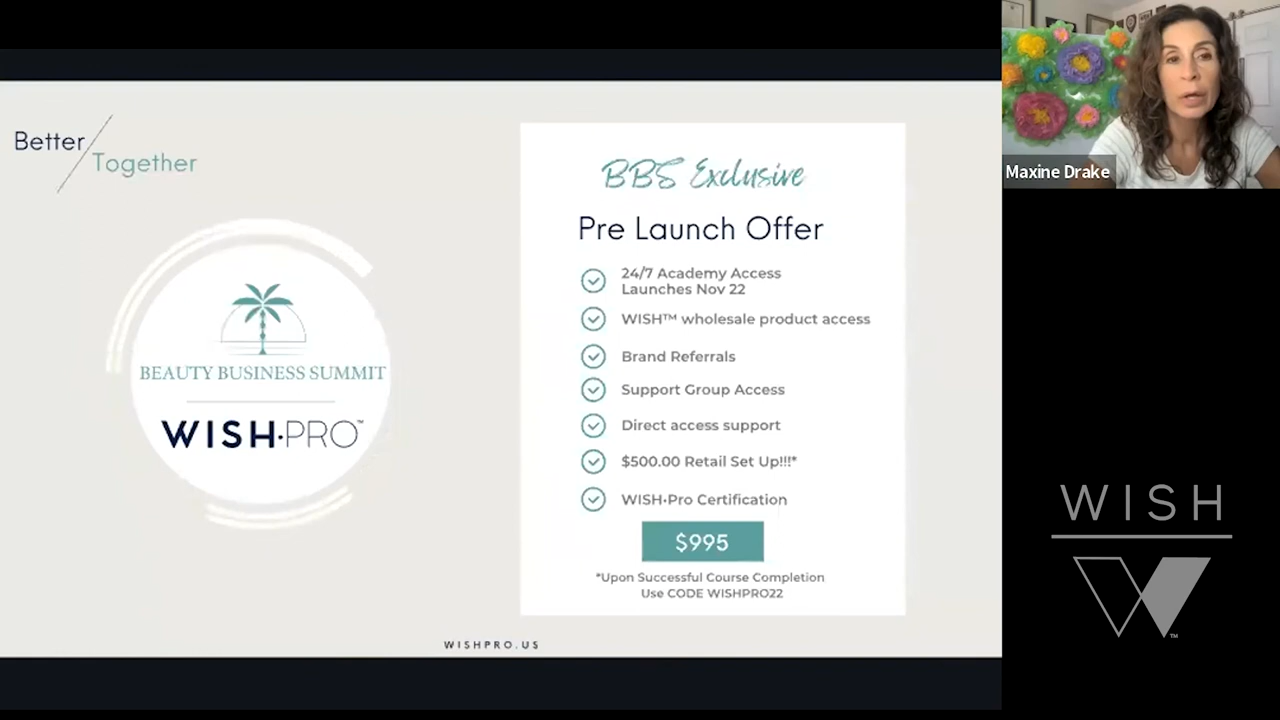 Better
Together
BEAUTY BUSINESS SUMMIT
WISH·PRO™
BBS Exclusive
Pre Launch Offer
24/7 Academy Access
Launches Nov 22
WISH™ wholesale product access
Brand Referrals
Support Group Access
Direct access support
$500.00 Retail Set Up!!!*
WISH•Pro Certification
$995
*Upon Successful Course Completion
Use CODE WISHPRO22
WISHPRO.US
Maxine Drake
WISH
W™